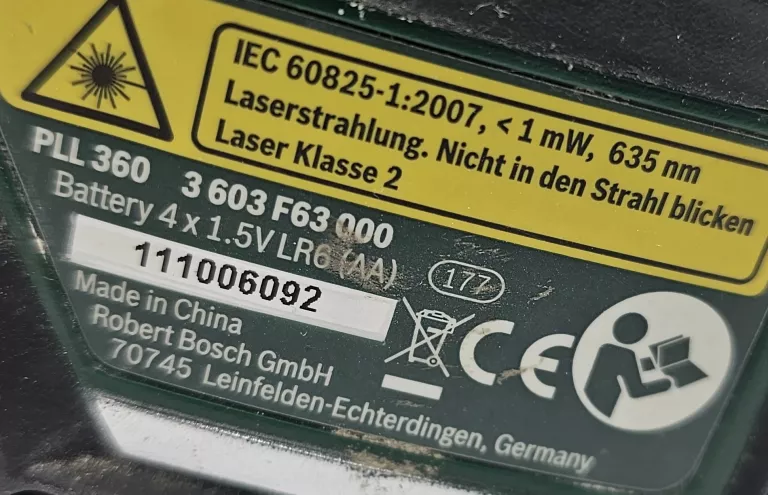 IEC 60825-1:2007, < 1 mW, 635 nm
Laserstrahlung. Nicht in den Strahl blicken
Laser Klasse 2
PLL 360 3 603 F63 000
Battery 4 x 1.5V LR6 (AA)
177
111006092
Made in China
Robert Bosch GmbH
70745 Leinfelden-Echterdingen, Germany
CE